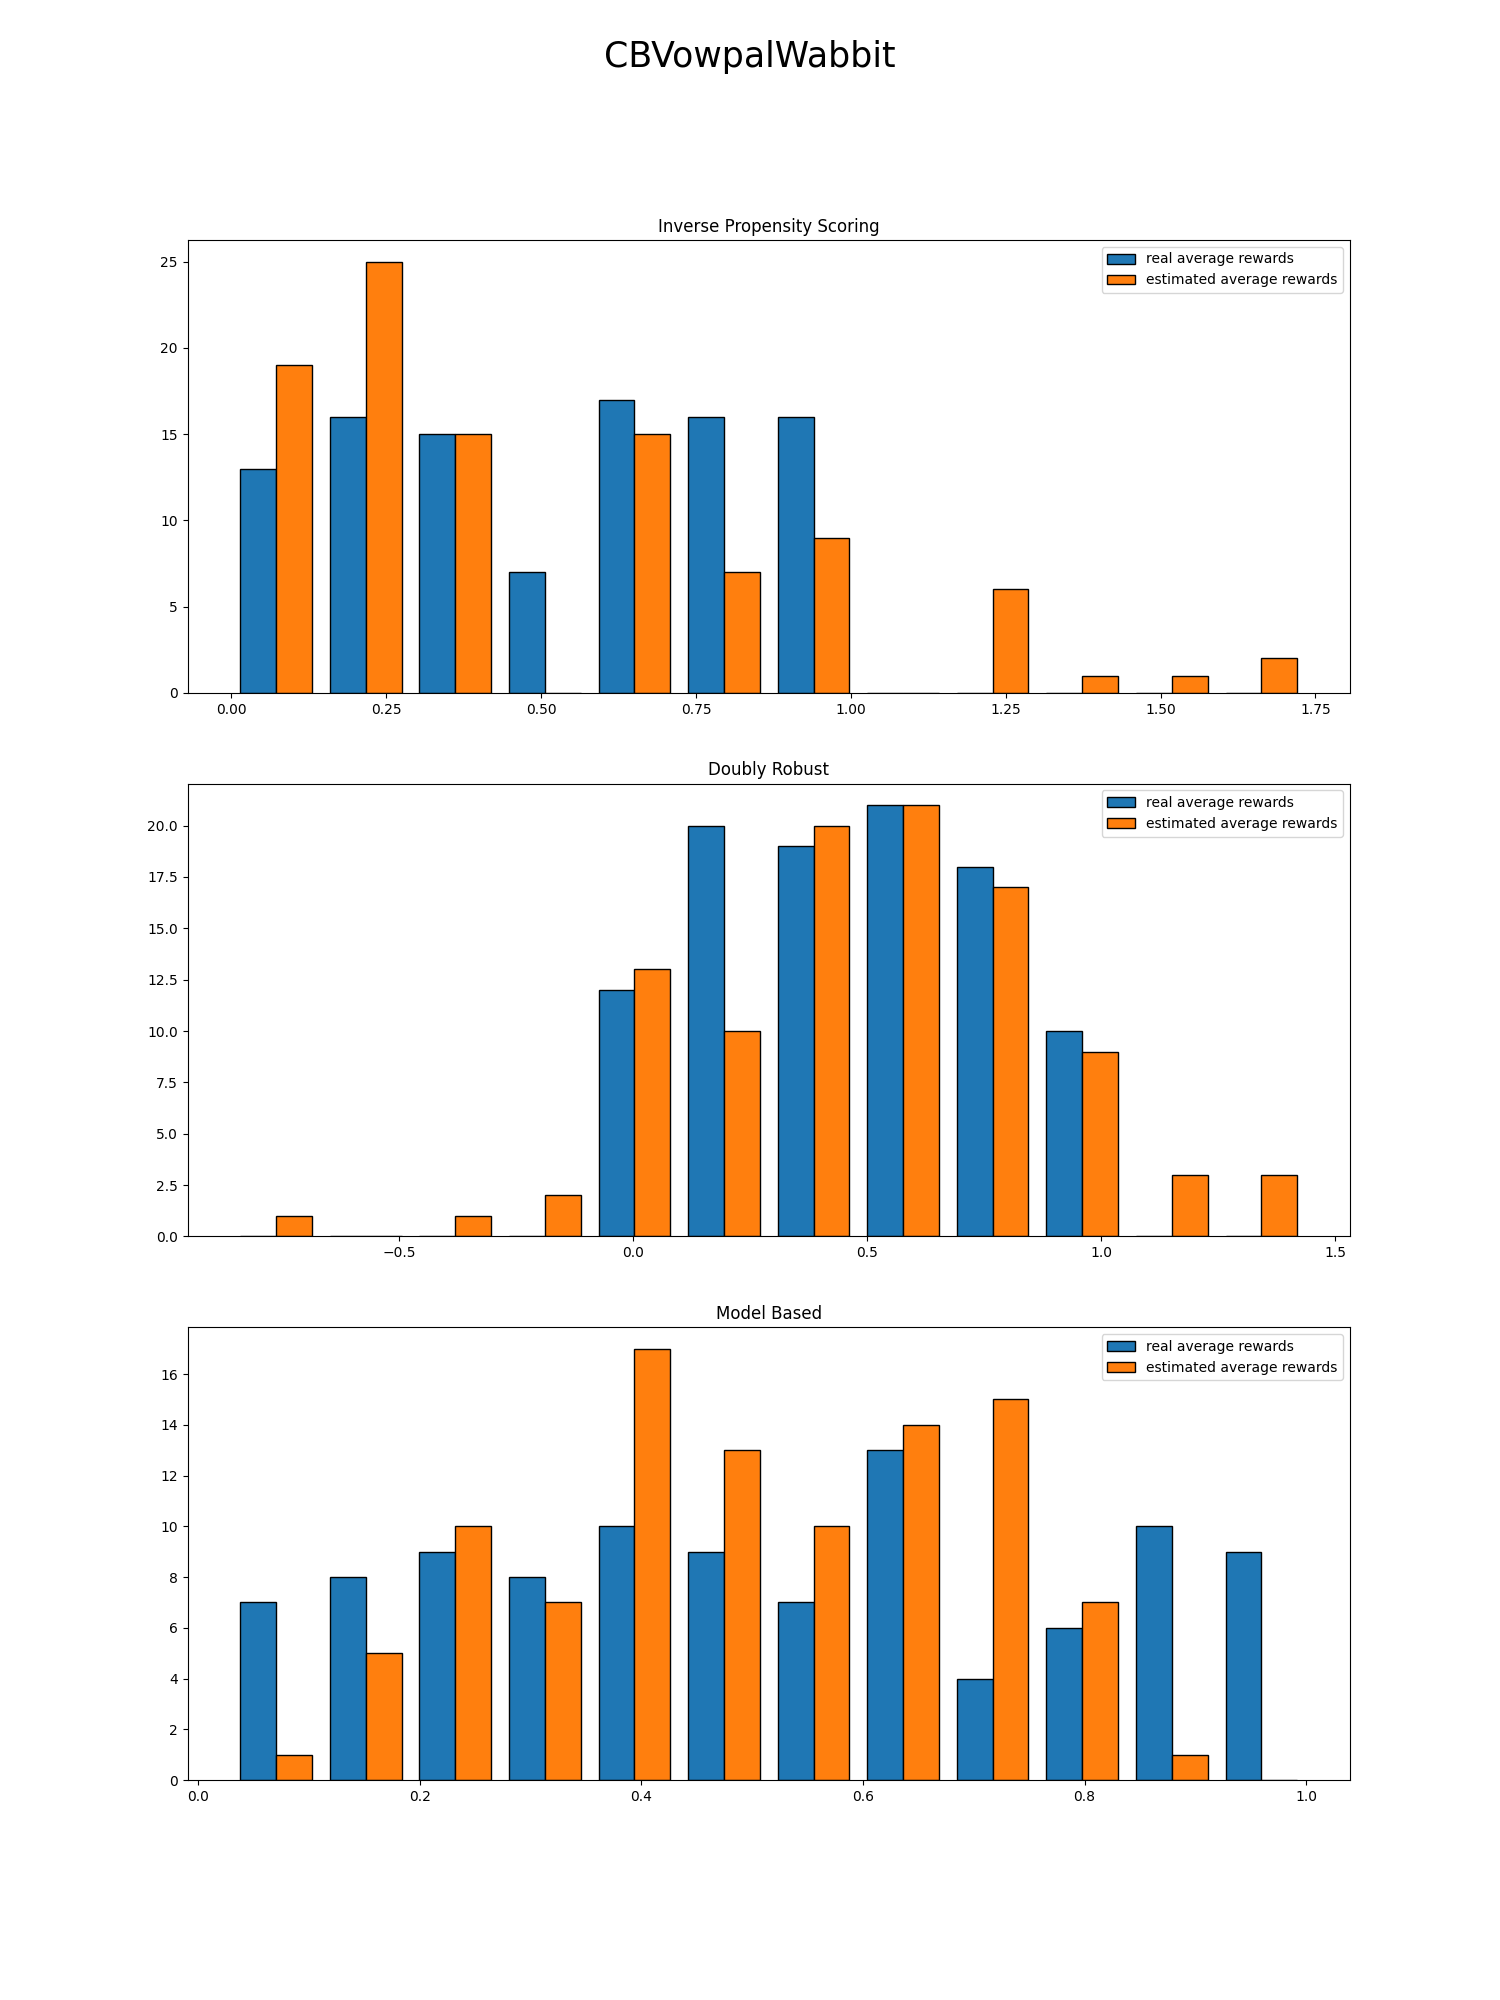 CBVowpalWabbit
Inverse Propensity Scoring
real average rewards
estimated average rewards
25
20
15
10
5
0
0.00 0.25 0.50 0.75 1.00 1.25 1.50 1.75
Doubly Robust
real average rewards
estimated average rewards
20.0
17.5
15.0
12.5
10.0
7.5
5.0
2.5
0.0
−0.5 0.0 0.5 1.0 1.5
Model Based
real average rewards
estimated average rewards
16
14
12
10
8
6
4
2
0
0.0 0.2 0.4 0.6 0.8 1.0